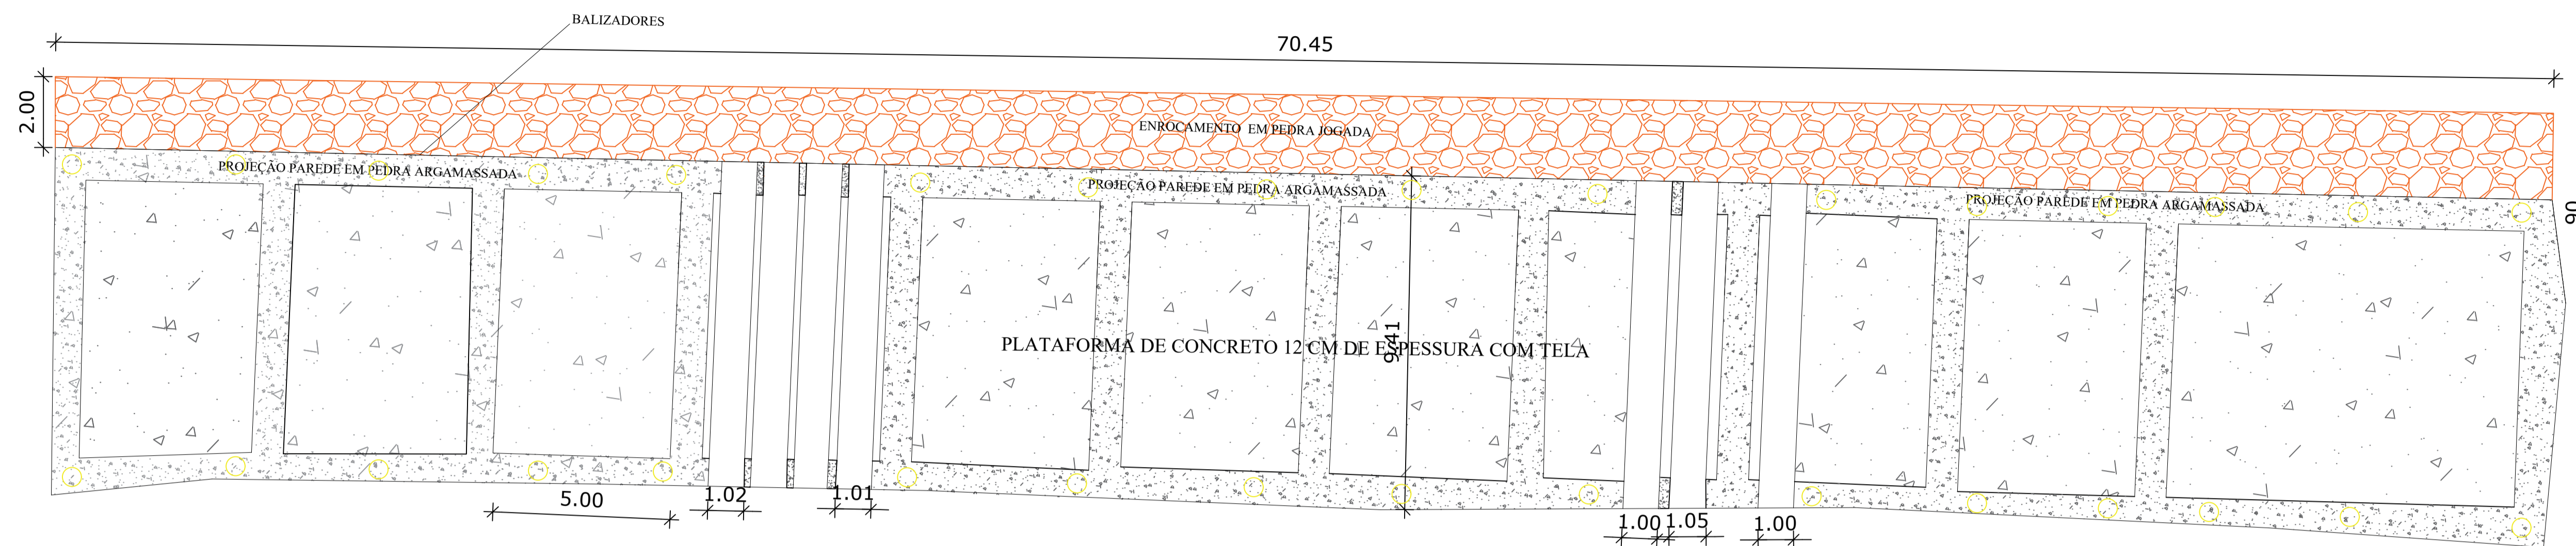 BALIZADORES
70.45
2.00
ENROCAMENTO EM PEDRA JOGADA
PROJEÇÃO PAREDE EM PEDRA ARGAMASSADA
PROJEÇÃO PAREDE EM PEDRA ARGAMASSADA
PROJEÇÃO PAREDE EM PEDRA ARGAMASSADA
PLATAFORMA DE CONCRETO 12 CM DE ESPESSURA COM TELA
9.41
5.00
1.02
1.01
1.00
1.05
1.00